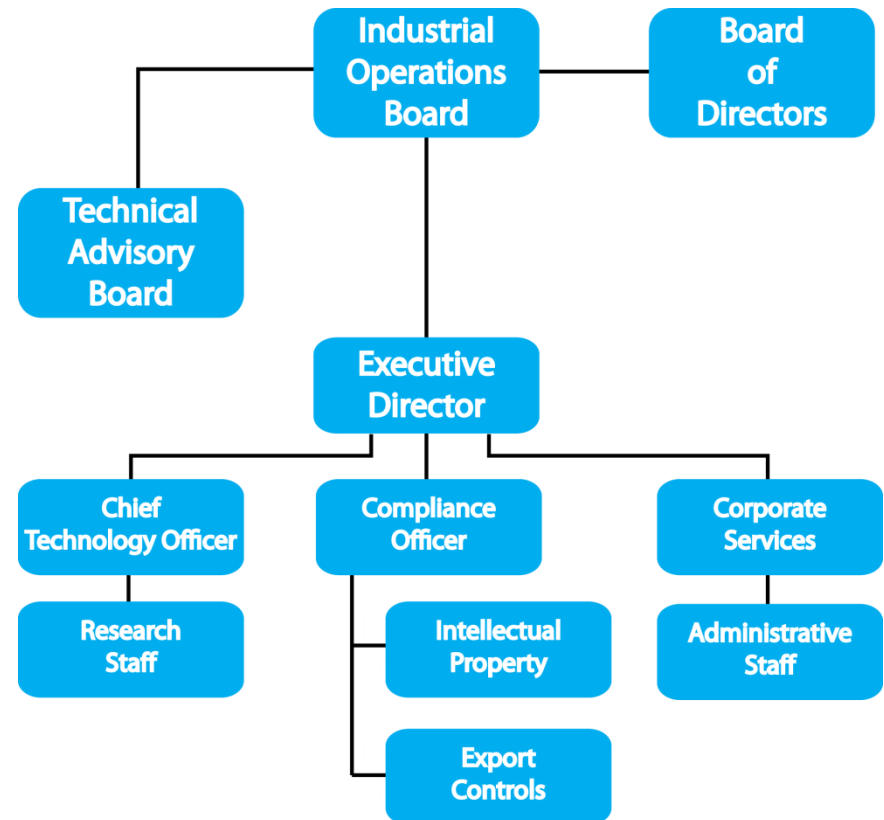 Industrial
Operations
Board
Board
of
Directors
Technical
Advisory
Board
Executive
Director
Chief
Technology Officer
Compliance
Officer
Corporate
Services
Research
Staff
Intellectual
Property
Administrative
Staff
Export
Controls